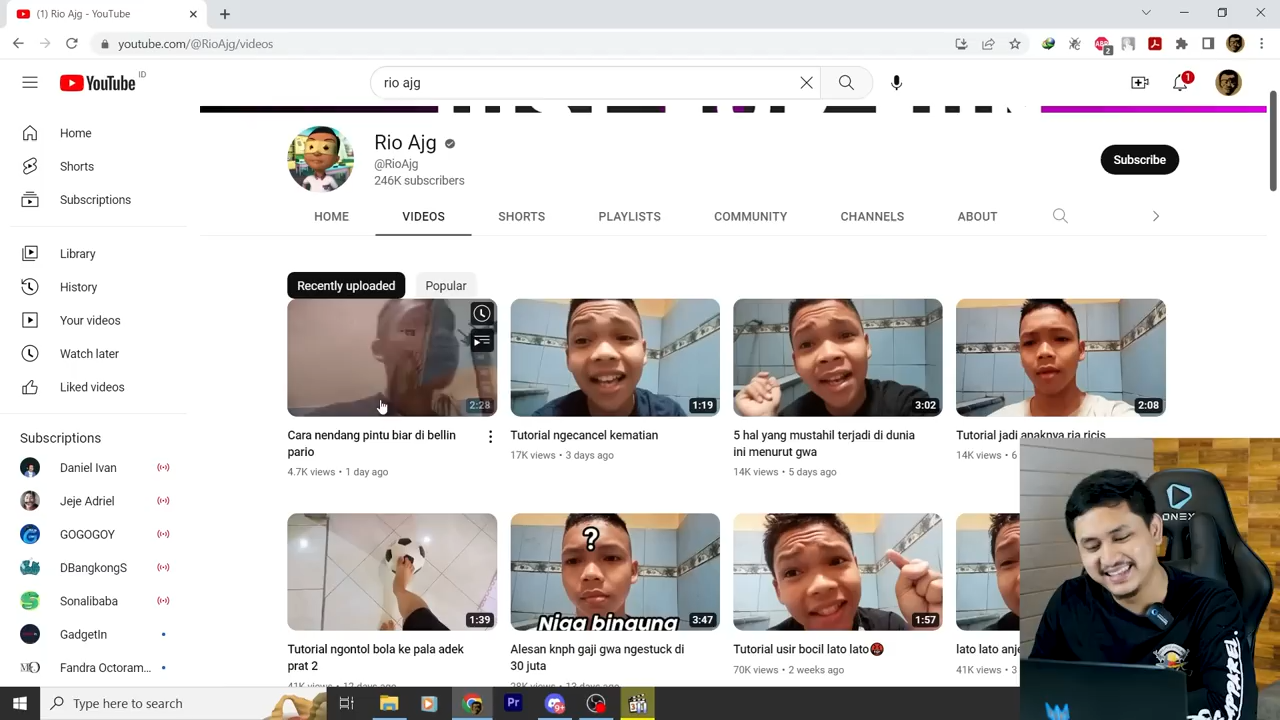 (1) Rio Ajg - YouTube
youtube.com/@RioAjg/videos
2
YouTube ID
rio ajg
1
Home
Shorts
Subscriptions
Library
History
Your videos
Watch later
Liked videos
Subscriptions
Daniel Ivan
Jeje Adriel
GOGOGOY
DBangkongS
Sonalibaba
GadgetIn
Fandra Octoram...
Rio Ajg
@RioAjg
246K subscribers
Subscribe
HOME
VIDEOS
SHORTS
PLAYLISTS
COMMUNITY
CHANNELS
ABOUT
Recently uploaded
Popular
2:28
1:19
3:02
2:08
Cara nendang pintu biar di bellin
pario
4.7K views • 1 day ago
Tutorial ngecancel kematian
17K views • 3 days ago
5 hal yang mustahil terjadi di dunia
ini menurut gwa
14K views • 5 days ago
Tutorial jadi anaknya ria ricis
14K views • 6
?
Niga bingung
1:39
3:47
1:57
Tutorial ngontol bola ke pala adek
prat 2
41K views • 12 days ago
Alesan knph gaji gwa ngestuck di
30 juta
28K views • 13 days ago
Tutorial usir bocil lato lato👹
70K views • 2 weeks ago
lato lato anje
41K views • 3
ONEX
APPAREL.
Type here to search
Pr